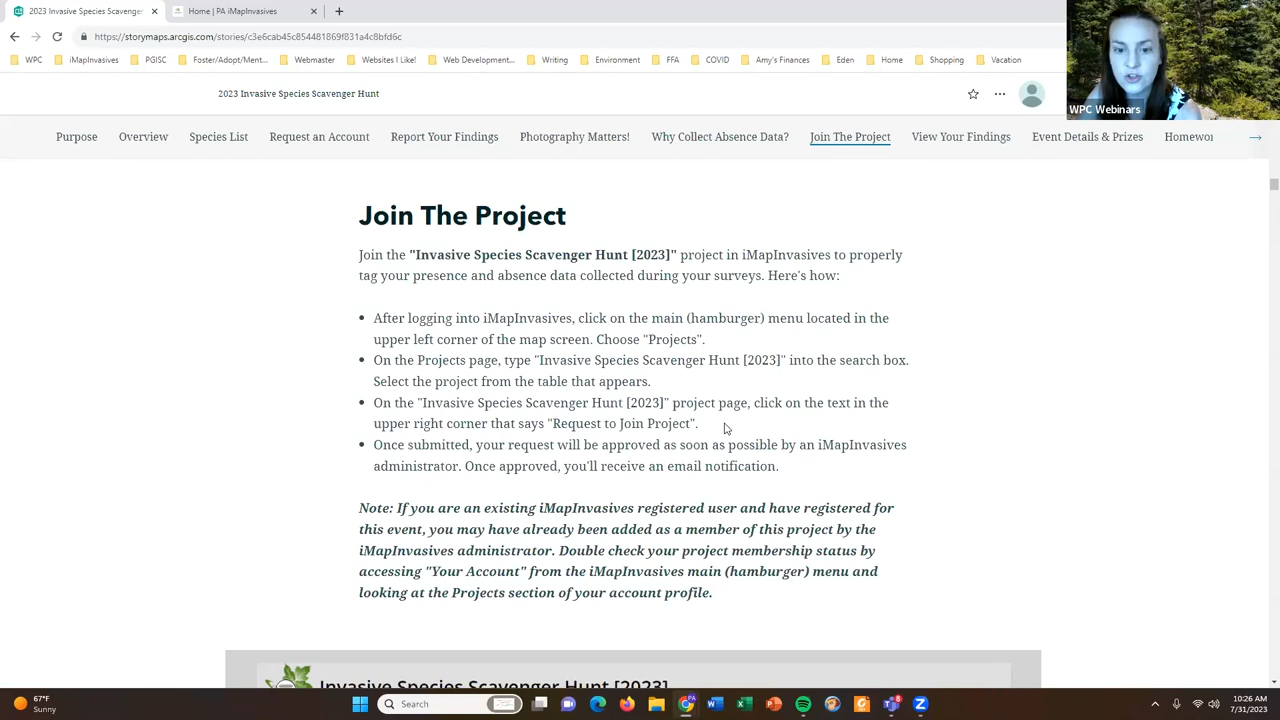 2023 Invasive Species Scavenger
Home | PA iMapInvasives
https://storymaps.arcgis.com/stories/c3e6cab45c854481869f831a4c8bfd6c
WPC iMapInvasives PGISC Foster/Adopt/Ment... Webmaster Websites I Like! Web Development... Writing Environment FFA COVID Amy's Finances Eden Home Shopping Vacation
WPC Webinars
2023 Invasive Species Scavenger Hunt
Purpose Overview Species List Request an Account Report Your Findings Photography Matters! Why Collect Absence Data? Join The Project View Your Findings Event Details & Prizes Homewor
Join The Project
Join the "Invasive Species Scavenger Hunt [2023]" project in iMapInvasives to properly
tag your presence and absence data collected during your surveys. Here's how:
• After logging into iMapInvasives, click on the main (hamburger) menu located in the
upper left corner of the map screen. Choose "Projects".
• On the Projects page, type "Invasive Species Scavenger Hunt [2023]" into the search box.
Select the project from the table that appears.
• On the "Invasive Species Scavenger Hunt [2023]" project page, click on the text in the
upper right corner that says "Request to Join Project".
• Once submitted, your request will be approved as soon as possible by an iMapInvasives
administrator. Once approved, you'll receive an email notification.
Note: If you are an existing iMapInvasives registered user and have registered for
this event, you may have already been added as a member of this project by the
iMapInvasives administrator. Double check your project membership status by
accessing "Your Account" from the iMapInvasives main (hamburger) menu and
looking at the Projects section of your account profile.
Invasive Species Scavenger Hunt [2023]
67°F
Sunny
Search
10:26 AM
7/31/2023